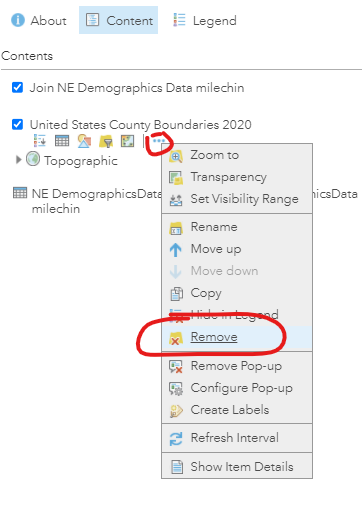 About Content Legend
Contents
Join NE Demographics Data milechin
United States County Boundaries 2020
Topographic
NE DemographicsData
csData
milechin
Zoom to
Transparency
Set Visibility Range
Rename
Move up
Move down
Copy
Hide in Legend
Remove
Remove Pop-up
Configure Pop-up
Create Labels
Refresh Interval
Show Item Details